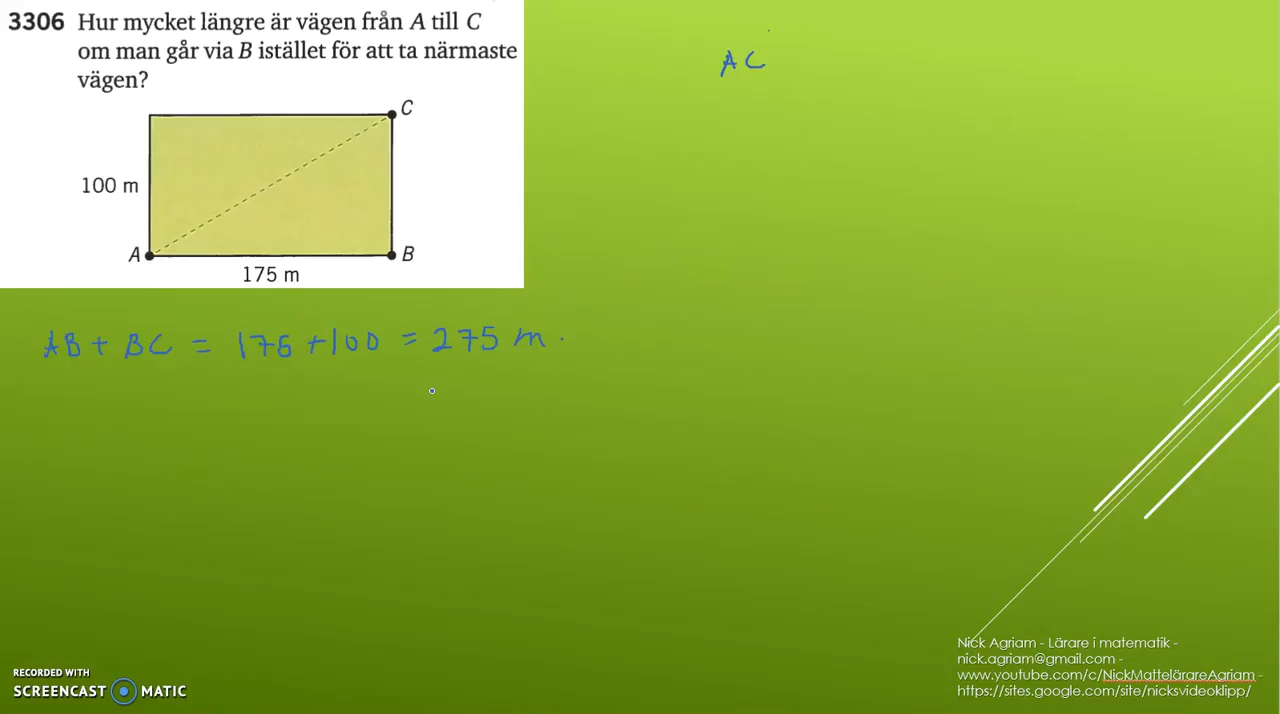 3306 Hur mycket längre är vägen från A till C
om man går via B istället för att ta närmaste
vägen?
C
100 m
A
B
175 m
AC
AB + BC = 175 + 100 = 275 m.
Nick Agriam - Lärare i matematik -
nick.agriam@gmail.com -
www.youtube.com/c/NickMattelärareAgriam -
https://sites.google.com/site/nicksvideoklipp/
RECORDED WITH
SCREENCAST MATIC